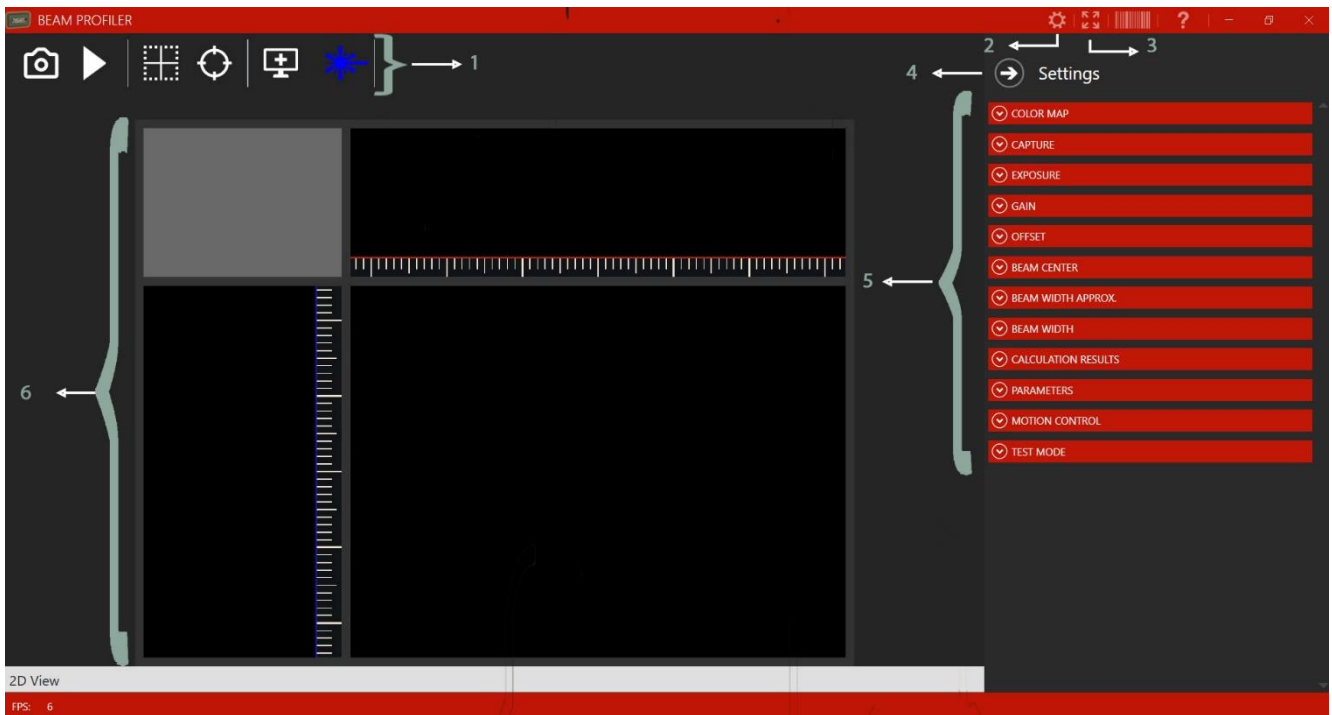 BEAM PROFILER
?
1
2
3
4
Settings
COLOR MAP
CAPTURE
EXPOSURE
GAIN
OFFSET
BEAM CENTER
5
BEAM WIDTH APPROX.
BEAM WIDTH
CALCULATION RESULTS
6
PARAMETERS
MOTION CONTROL
TEST MODE
2D View
FPS: 6